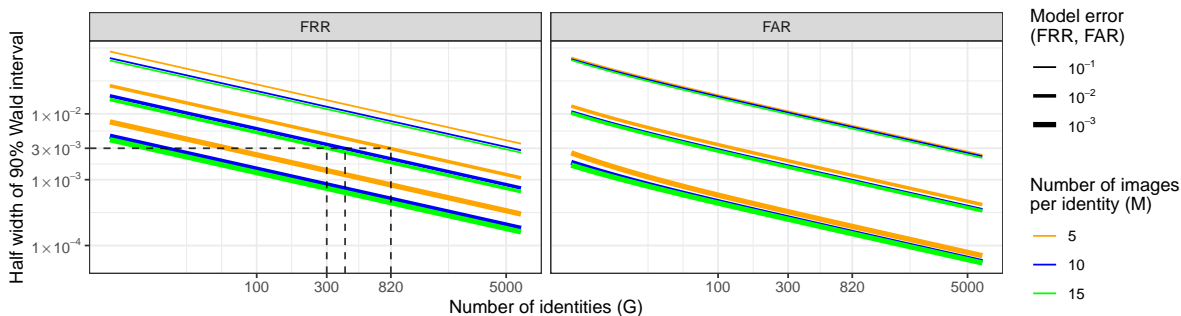 FRR
FAR
Half width of 90% Wald interval
1 × 10⁻²
3 × 10⁻³
1 × 10⁻³
1 × 10⁻⁴
100
300
820
5000
100
300
820
5000
Number of identities (G)
Model error
(FRR, FAR)
10⁻¹
10⁻²
10⁻³
Number of images
per identity (M)
5
10
15